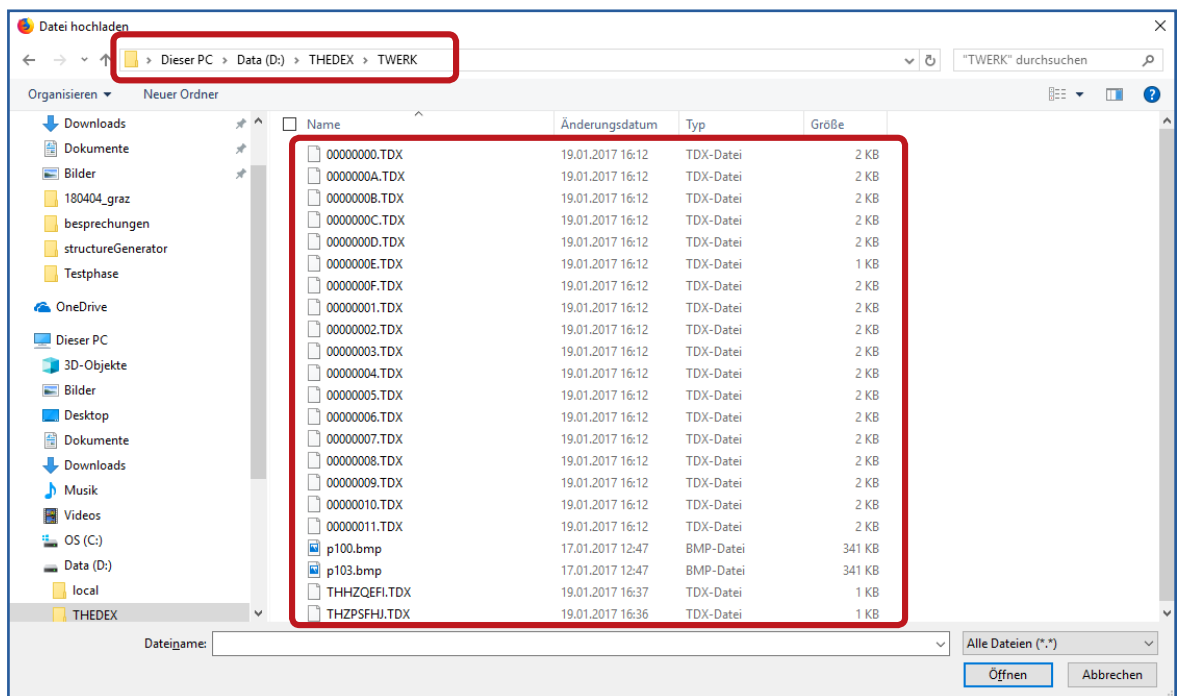 Datei hochladen
Dieser PC > Data (D:) > THEDEX > TWERK
"TWERK" durchsuchen
Organisieren
Neuer Ordner
Downloads
Dokumente
Bilder
180404_graz
besprechungen
structureGenerator
Testphase
OneDrive
Dieser PC
3D-Objekte
Bilder
Desktop
Dokumente
Downloads
Musik
Videos
OS (C:)
Data (D:)
local
THEDEX
Name Änderungsdatum Typ Größe
00000000.TDX 19.01.2017 16:12 TDX-Datei 2 KB
0000000A.TDX 19.01.2017 16:12 TDX-Datei 2 KB
0000000B.TDX 19.01.2017 16:12 TDX-Datei 2 KB
0000000C.TDX 19.01.2017 16:12 TDX-Datei 2 KB
0000000D.TDX 19.01.2017 16:12 TDX-Datei 2 KB
0000000E.TDX 19.01.2017 16:12 TDX-Datei 1 KB
0000000F.TDX 19.01.2017 16:12 TDX-Datei 2 KB
00000001.TDX 19.01.2017 16:12 TDX-Datei 2 KB
00000002.TDX 19.01.2017 16:12 TDX-Datei 2 KB
00000003.TDX 19.01.2017 16:12 TDX-Datei 2 KB
00000004.TDX 19.01.2017 16:12 TDX-Datei 2 KB
00000005.TDX 19.01.2017 16:12 TDX-Datei 2 KB
00000006.TDX 19.01.2017 16:12 TDX-Datei 2 KB
00000007.TDX 19.01.2017 16:12 TDX-Datei 2 KB
00000008.TDX 19.01.2017 16:12 TDX-Datei 2 KB
00000009.TDX 19.01.2017 16:12 TDX-Datei 2 KB
00000010.TDX 19.01.2017 16:12 TDX-Datei 2 KB
00000011.TDX 19.01.2017 16:12 TDX-Datei 2 KB
p100.bmp 17.01.2017 12:47 BMP-Datei 341 KB
p103.bmp 17.01.2017 12:47 BMP-Datei 341 KB
THHZQEFI.TDX 19.01.2017 16:37 TDX-Datei 1 KB
THZPSFHJ.TDX 19.01.2017 16:36 TDX-Datei 1 KB
Dateiname:
Alle Dateien (*.*)
Öffnen
Abbrechen